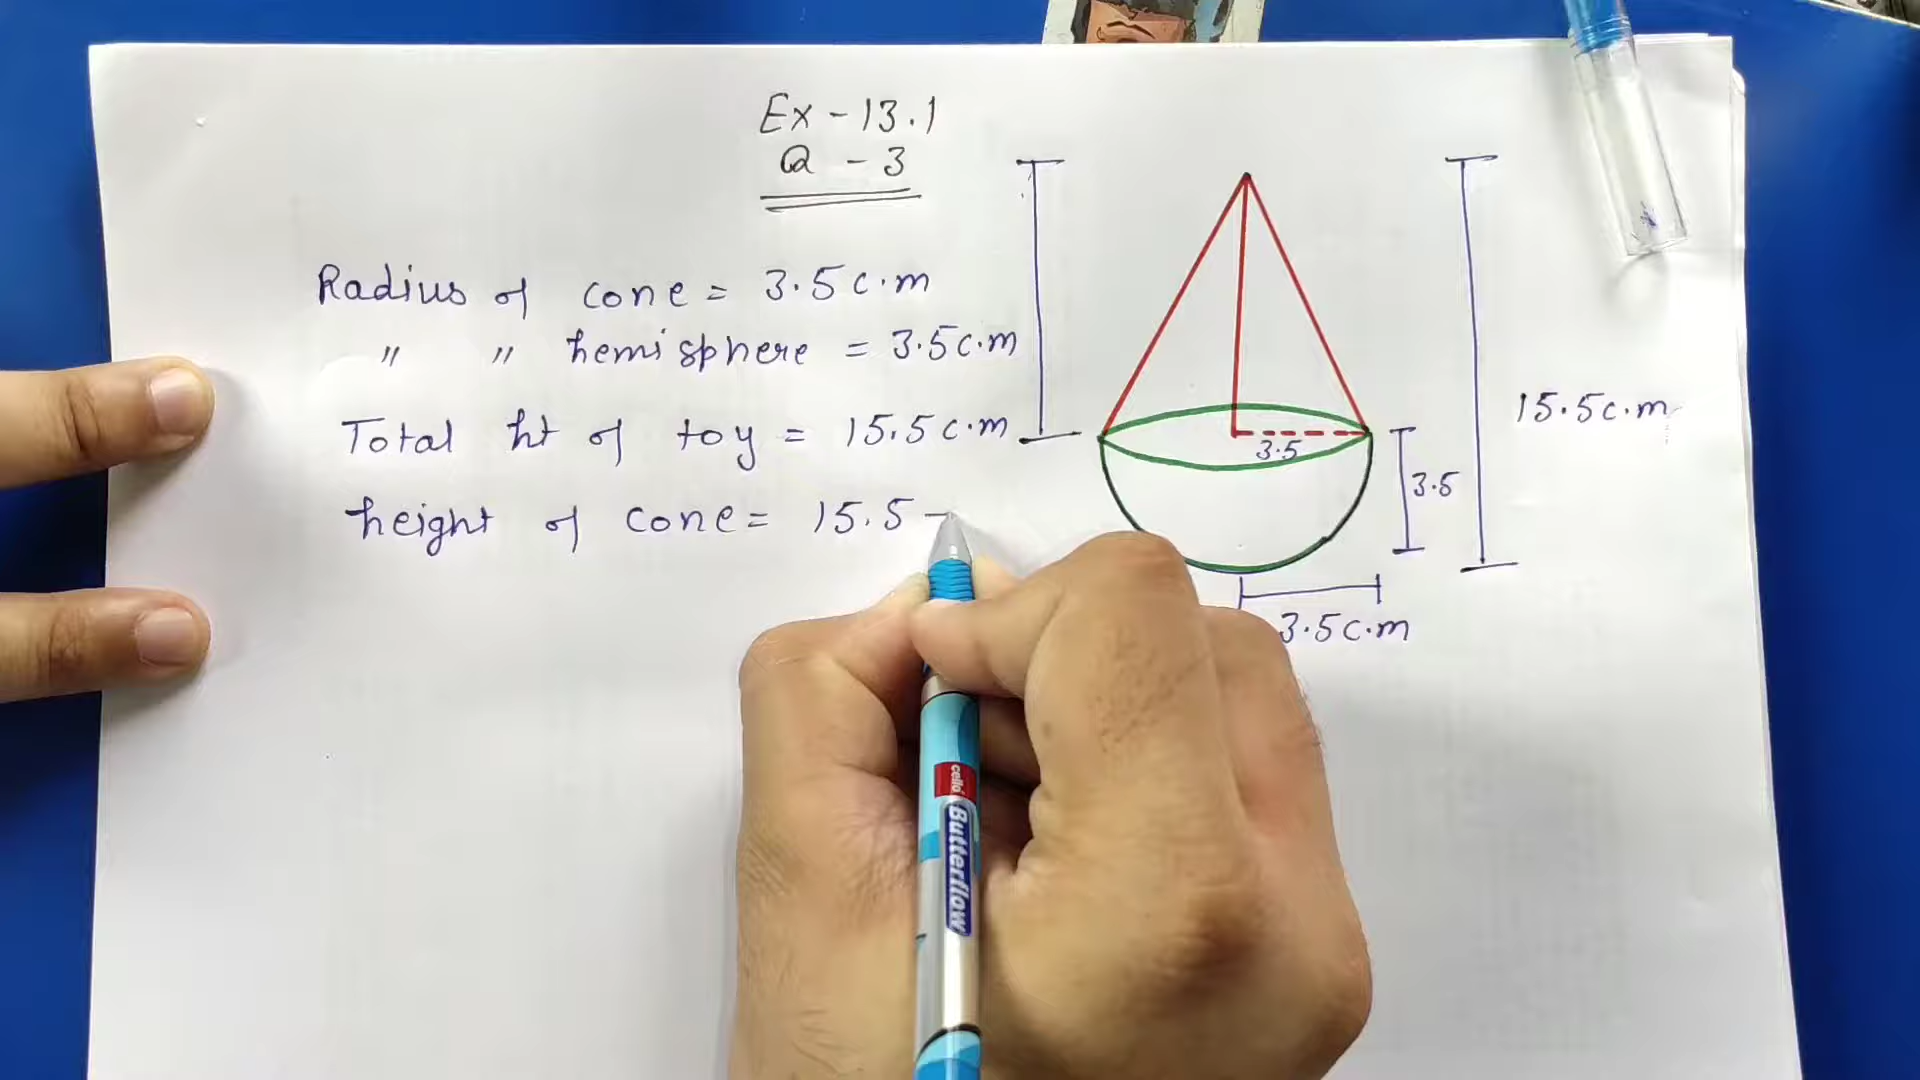 Ex - 13.1
Q - 3
Radius of cone = 3.5 c.m
" " hemisphere = 3.5 c.m
Total ht of toy = 15.5 c.m
height of cone = 15.5 -
3.5
3.5
15.5 c.m
3.5 c.m
cello
Butterflow